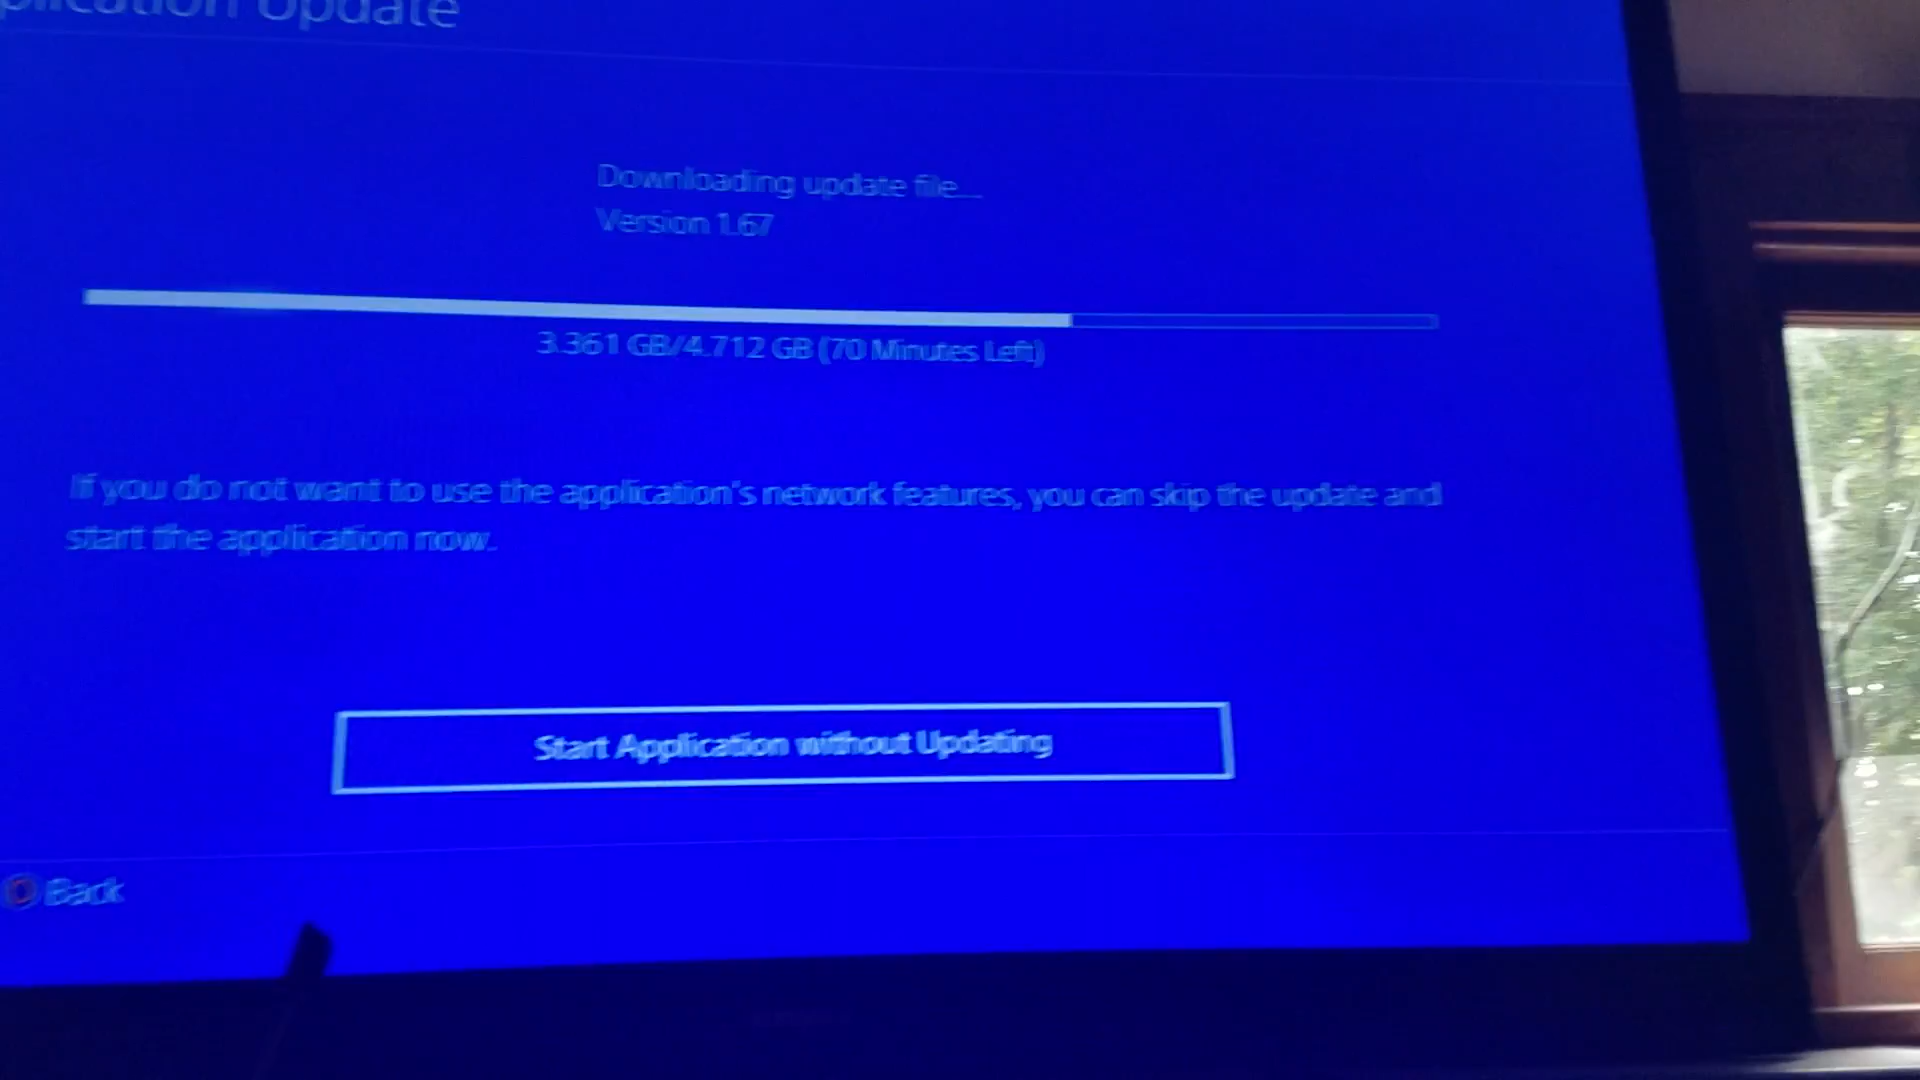 plication Update
Downloading update file...
Version 1.67
3.361 GB/4.712 GB (70 Minutes Left)
If you do not want to use the application's network features, you can skip the update and
start the application now.
Start Application without Updating
Back